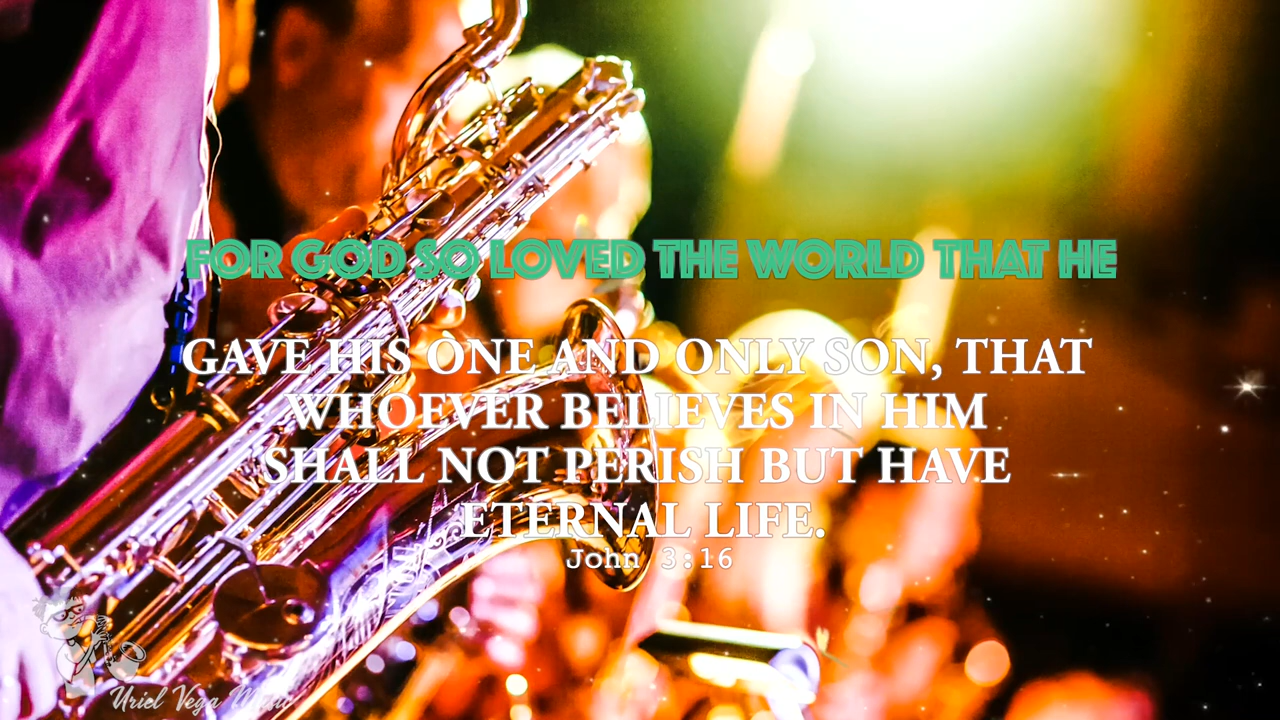 FOR GOD SO LOVED THE WORLD THAT HE
GAVE HIS ONE AND ONLY SON, THAT
WHOEVER BELIEVES IN HIM
SHALL NOT PERISH BUT HAVE
ETERNAL LIFE.
John 3:16
Uriel Vega Music